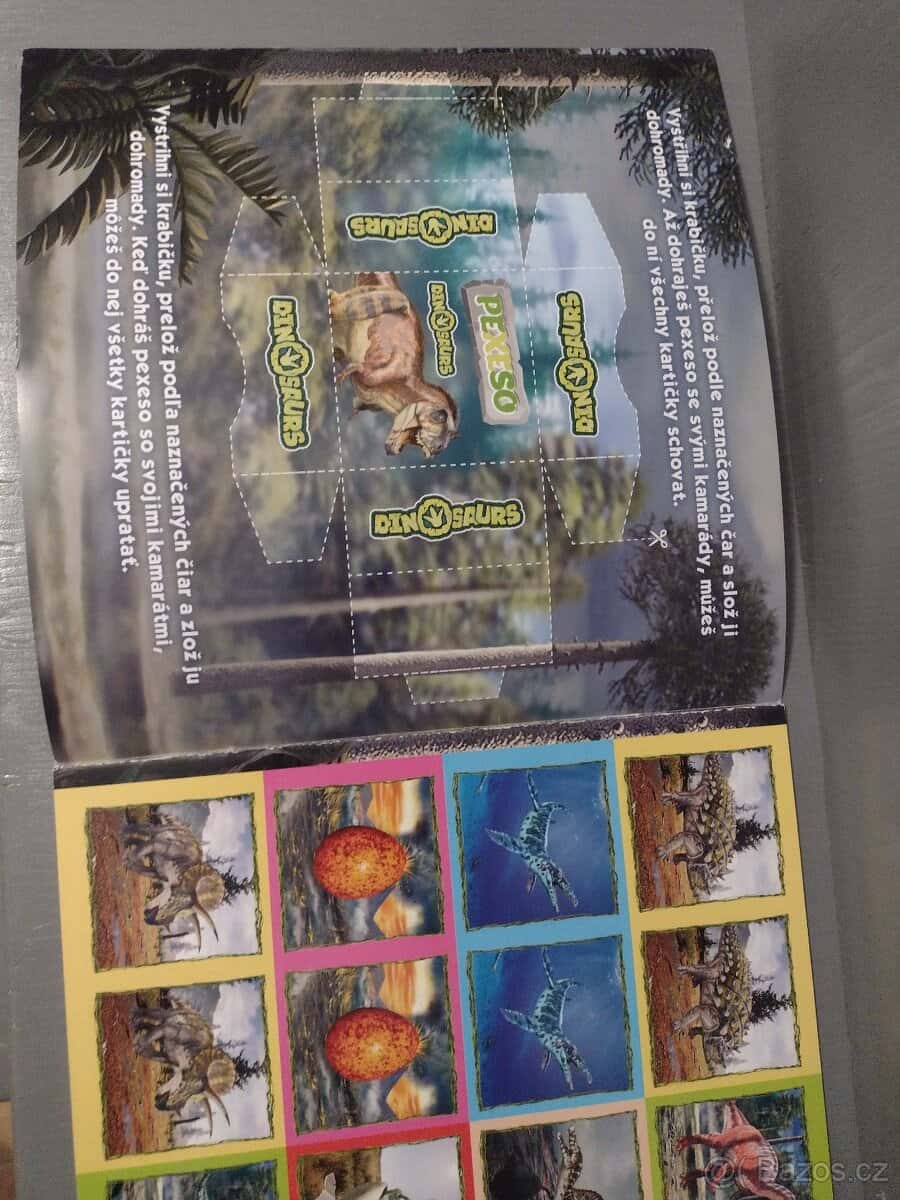 Vystřihni si krabičku, přelož podle naznačených čar a slož ji
dohromady. Až dohraješ pexeso se svými kamarády, můžeš
do ní všechny kartičky schovat.
DINOSAURS
DINOSAURS
PEXESO
DINOSAURS
DINOSAURS
DINOSAURS
Vystrihni si krabičku, prelož podľa naznačených čiar a zlož ju
dohromady. Keď dohráš pexeso so svojimi kamarátmi,
môžeš do nej všetky kartičky upratať.
Bazos.cz